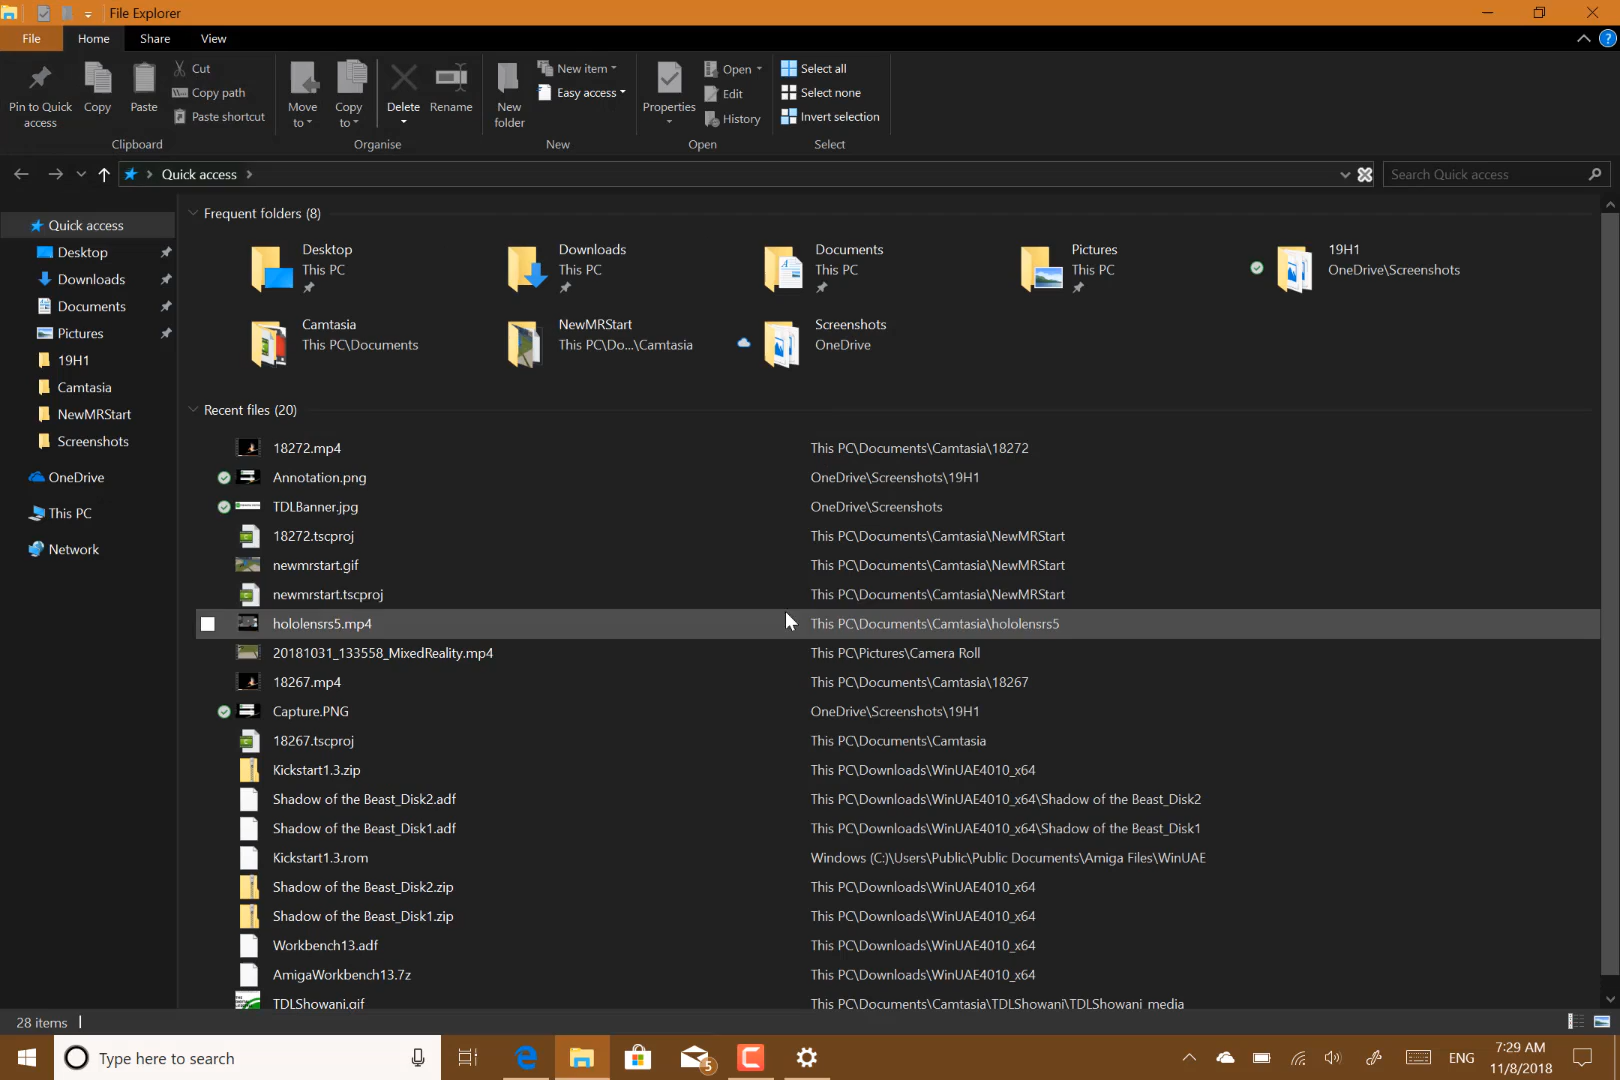 File Explorer
File Home Share View
Pin to Quick access
Copy
Paste
Cut
Copy path
Paste shortcut
Clipboard
Move to
Copy to
Delete
Rename
Organise
New folder
New item
Easy access
New
Properties
Open
Edit
History
Open
Select all
Select none
Invert selection
Select
Quick access
Search Quick access
Quick access
Desktop
Downloads
Documents
Pictures
19H1
Camtasia
NewMRStart
Screenshots
OneDrive
This PC
Network
Frequent folders (8)
Desktop
This PC
Downloads
This PC
Documents
This PC
Pictures
This PC
19H1
OneDrive\Screenshots
Camtasia
This PC\Documents
NewMRStart
This PC\Do...\Camtasia
Screenshots
OneDrive
Recent files (20)
18272.mp4 This PC\Documents\Camtasia\18272
Annotation.png OneDrive\Screenshots\19H1
TDLBanner.jpg OneDrive\Screenshots
18272.tscproj This PC\Documents\Camtasia\NewMRStart
newmrstart.gif This PC\Documents\Camtasia\NewMRStart
newmrstart.tscproj This PC\Documents\Camtasia\NewMRStart
hololensrs5.mp4 This PC\Documents\Camtasia\hololensrs5
20181031_133558_MixedReality.mp4 This PC\Pictures\Camera Roll
18267.mp4 This PC\Documents\Camtasia\18267
Capture.PNG OneDrive\Screenshots\19H1
18267.tscproj This PC\Documents\Camtasia
Kickstart1.3.zip This PC\Downloads\WinUAE4010_x64
Shadow of the Beast_Disk2.adf This PC\Downloads\WinUAE4010_x64\Shadow of the Beast_Disk2
Shadow of the Beast_Disk1.adf This PC\Downloads\WinUAE4010_x64\Shadow of the Beast_Disk1
Kickstart1.3.rom Windows (C:)\Users\Public\Public Documents\Amiga Files\WinUAE
Shadow of the Beast_Disk2.zip This PC\Downloads\WinUAE4010_x64
Shadow of the Beast_Disk1.zip This PC\Downloads\WinUAE4010_x64
Workbench13.adf This PC\Downloads\WinUAE4010_x64
AmigaWorkbench13.7z This PC\Downloads\WinUAE4010_x64
TDLShowani.gif This PC\Documents\Camtasia\TDLShowani\TDLShowani_media
28 items
Type here to search
5
ENG
7:29 AM
11/8/2018